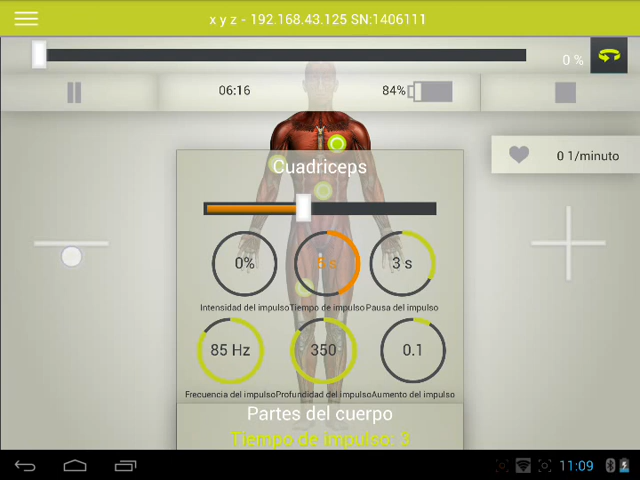 x y z - 192.168.43.125 SN:1406111
0 %
06:16
84%
0 1/minuto
Cuadriceps
0%
8 s
3 s
Intensidad del impulso
Tiempo de impulso
Pausa del impulso
85 Hz
350
0.1
Frecuencia del impulso
Profundidad del impulso
Aumento del impulso
Partes del cuerpo
Tiempo de impulso: 3
11:09